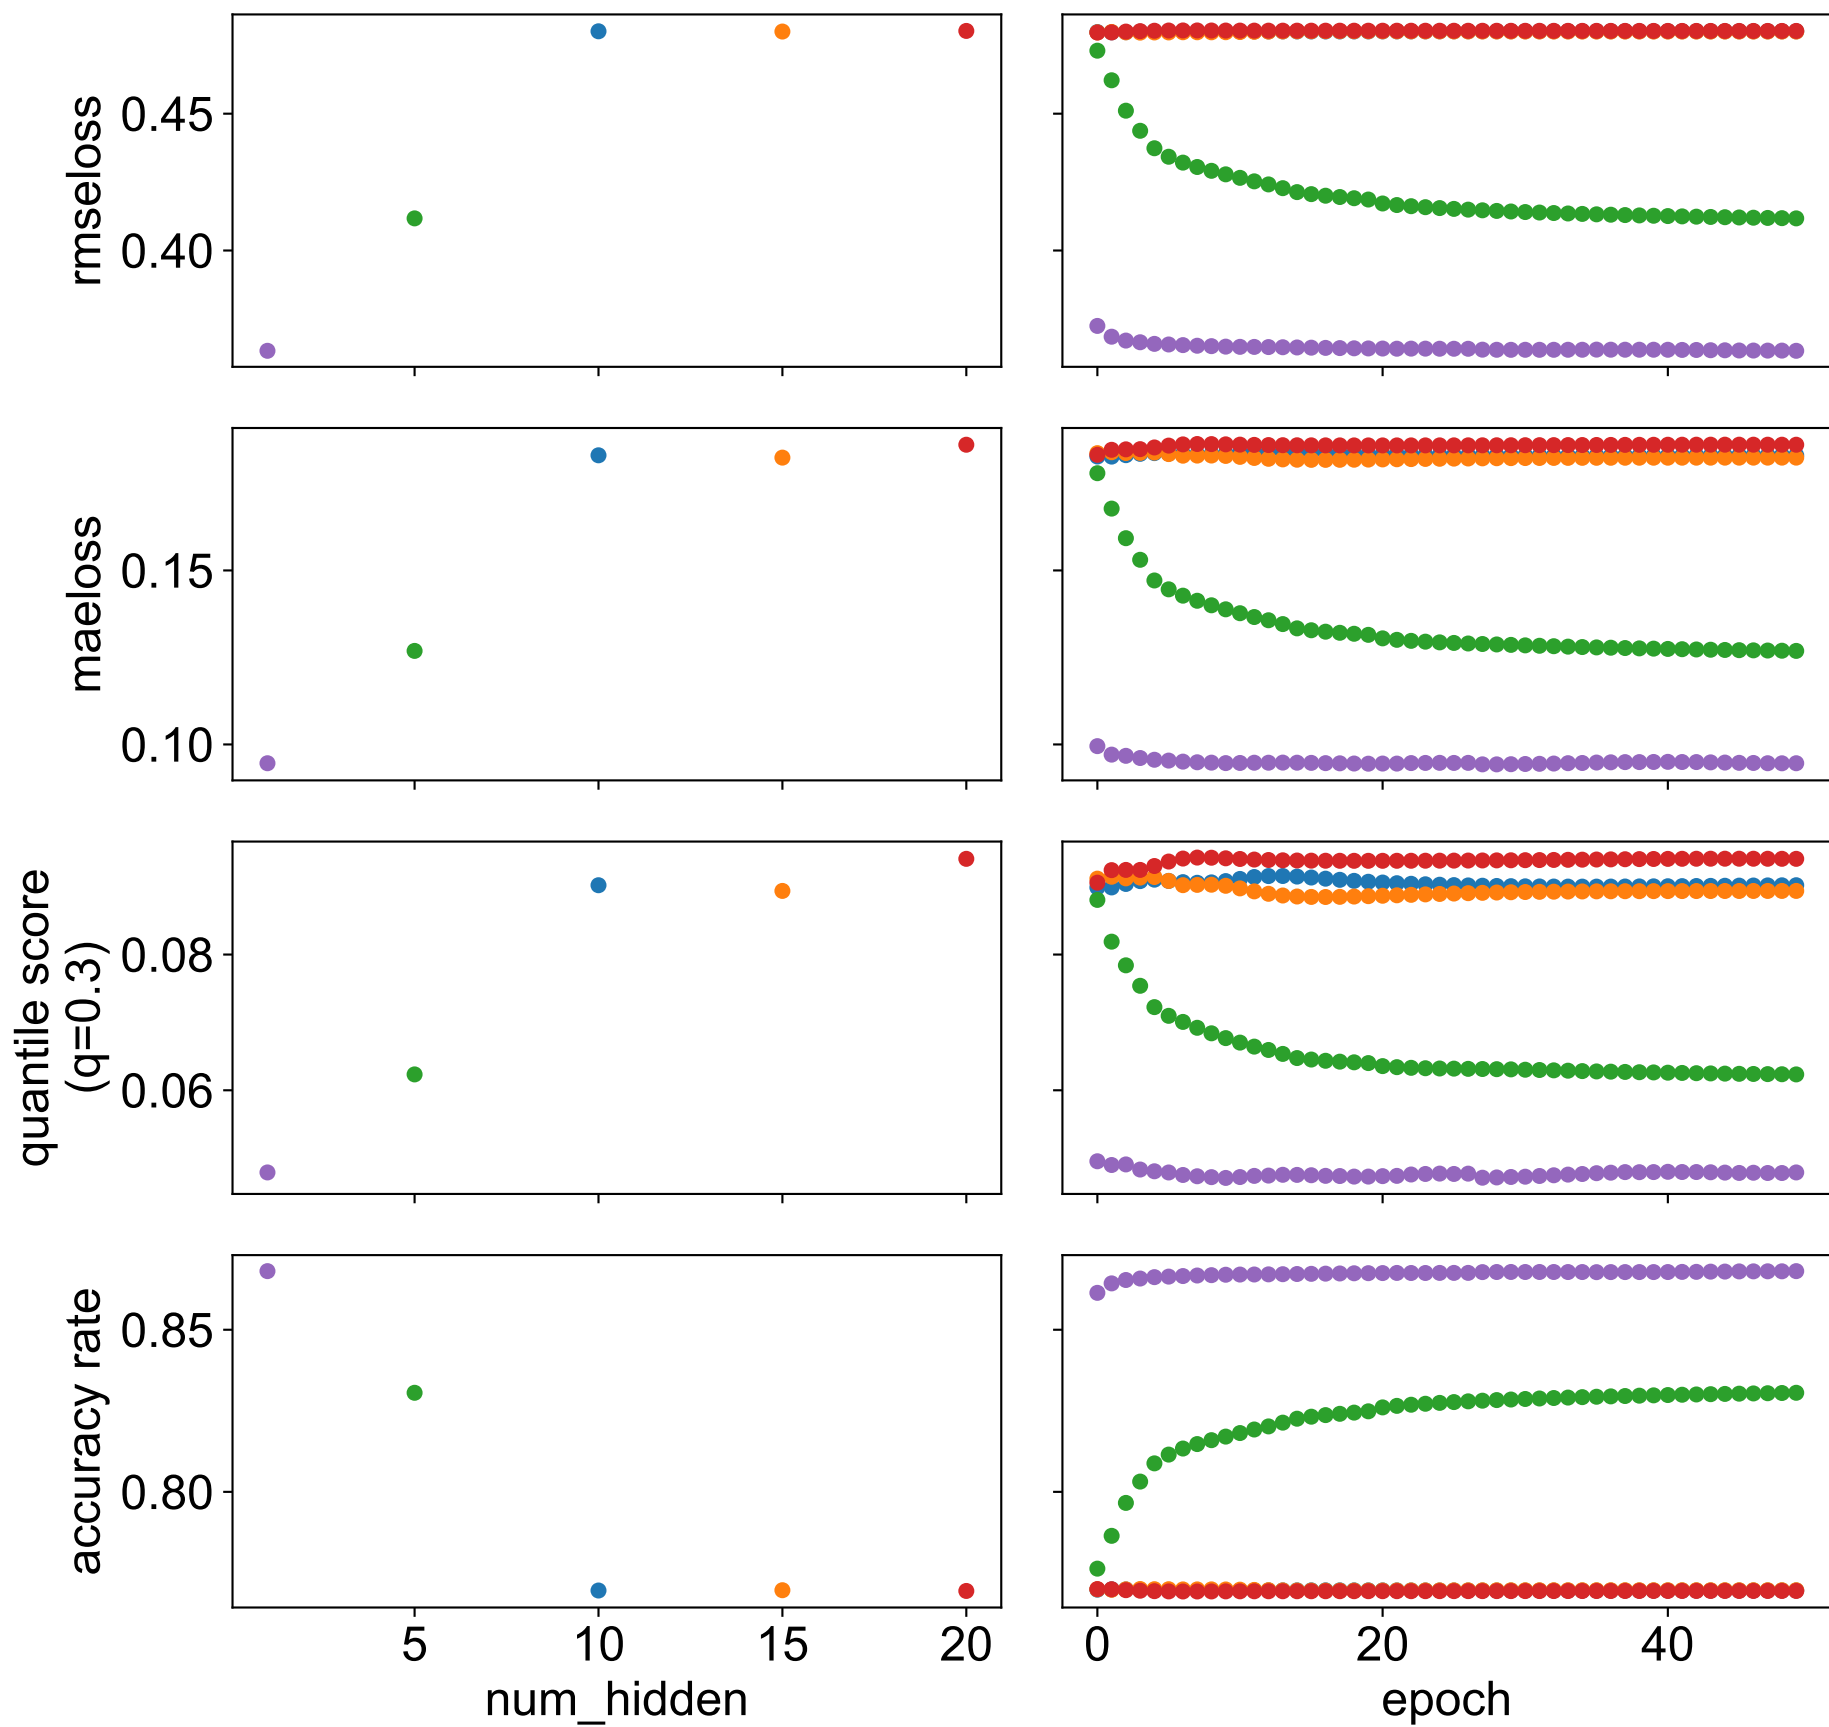 rmseloss
0.45
0.40
maeloss
0.15
0.10
quantile score
(q=0.3)
0.08
0.06
accuracy rate
0.85
0.80
5 10 15 20
num_hidden
0 20 40
epoch